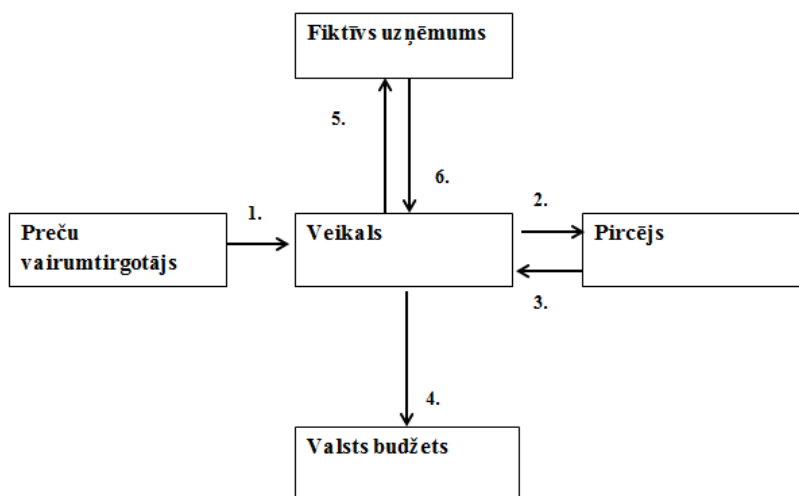 Fiktīvs uzņēmums
5.
6.
1.
2.
Preču
vairumtirgotājs
Veikals
Pircējs
3.
4.
Valsts budžets